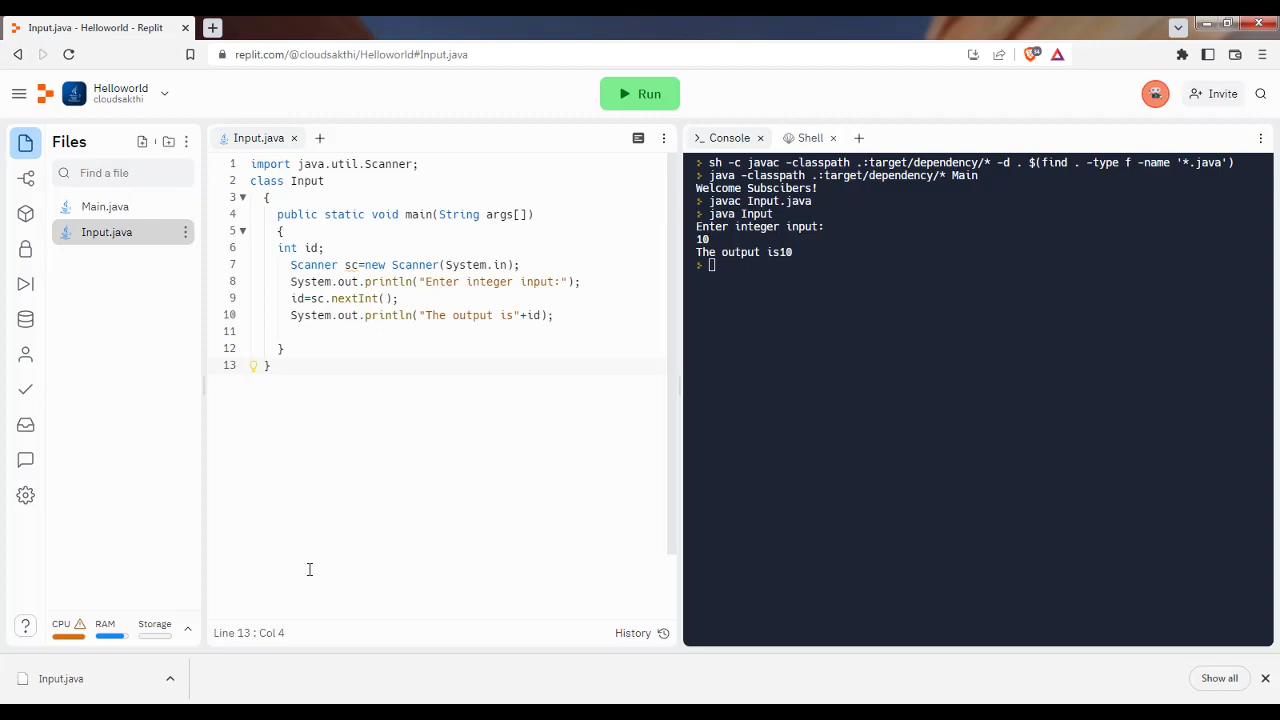 Input.java - Helloworld - Replit
replit.com/@cloudsakthi/Helloworld#Input.java
54
Helloworld
cloudsakthi
Run
Invite
Files
Find a file
Main.java
Input.java
Input.java
1 import java.util.Scanner;
2 class Input
3 {
4 public static void main(String args[])
5 {
6 int id;
7 Scanner sc=new Scanner(System.in);
8 System.out.println("Enter integer input:");
9 id=sc.nextInt();
10 System.out.println("The output is"+id);
11
12 }
13 }
Line 13 : Col 4
History
Console
Shell
sh -c javac -classpath .:target/dependency/* -d . $(find . -type f -name '*.java')
java -classpath .:target/dependency/* Main
Welcome Subscibers!
javac Input.java
java Input
Enter integer input:
10
The output is10
CPU RAM Storage
Input.java
Show all